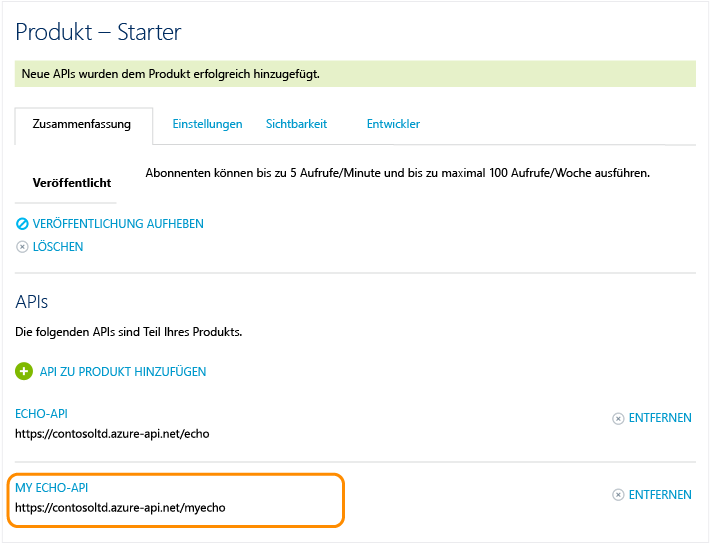 Produkt – Starter
Neue APIs wurden dem Produkt erfolgreich hinzugefügt.
Zusammenfassung Einstellungen Sichtbarkeit Entwickler
Veröffentlicht Abonnenten können bis zu 5 Aufrufe/Minute und bis zu maximal 100 Aufrufe/Woche ausführen.
VERÖFFENTLICHUNG AUFHEBEN
LÖSCHEN
APIs
Die folgenden APIs sind Teil Ihres Produkts.
API ZU PRODUKT HINZUFÜGEN
ECHO-API ENTFERNEN
https://contosoltd.azure-api.net/echo
MY ECHO-API ENTFERNEN
https://contosoltd.azure-api.net/myecho